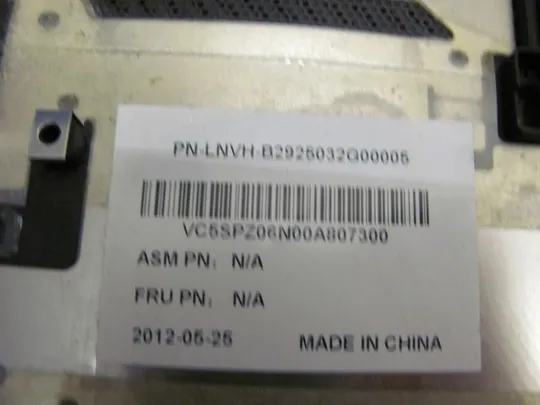 PN-LNVH-B2925032G00005
VC5SPZ06N00A807300
ASM PN: N/A
FRU PN: N/A
2012-05-25 MADE IN CHINA